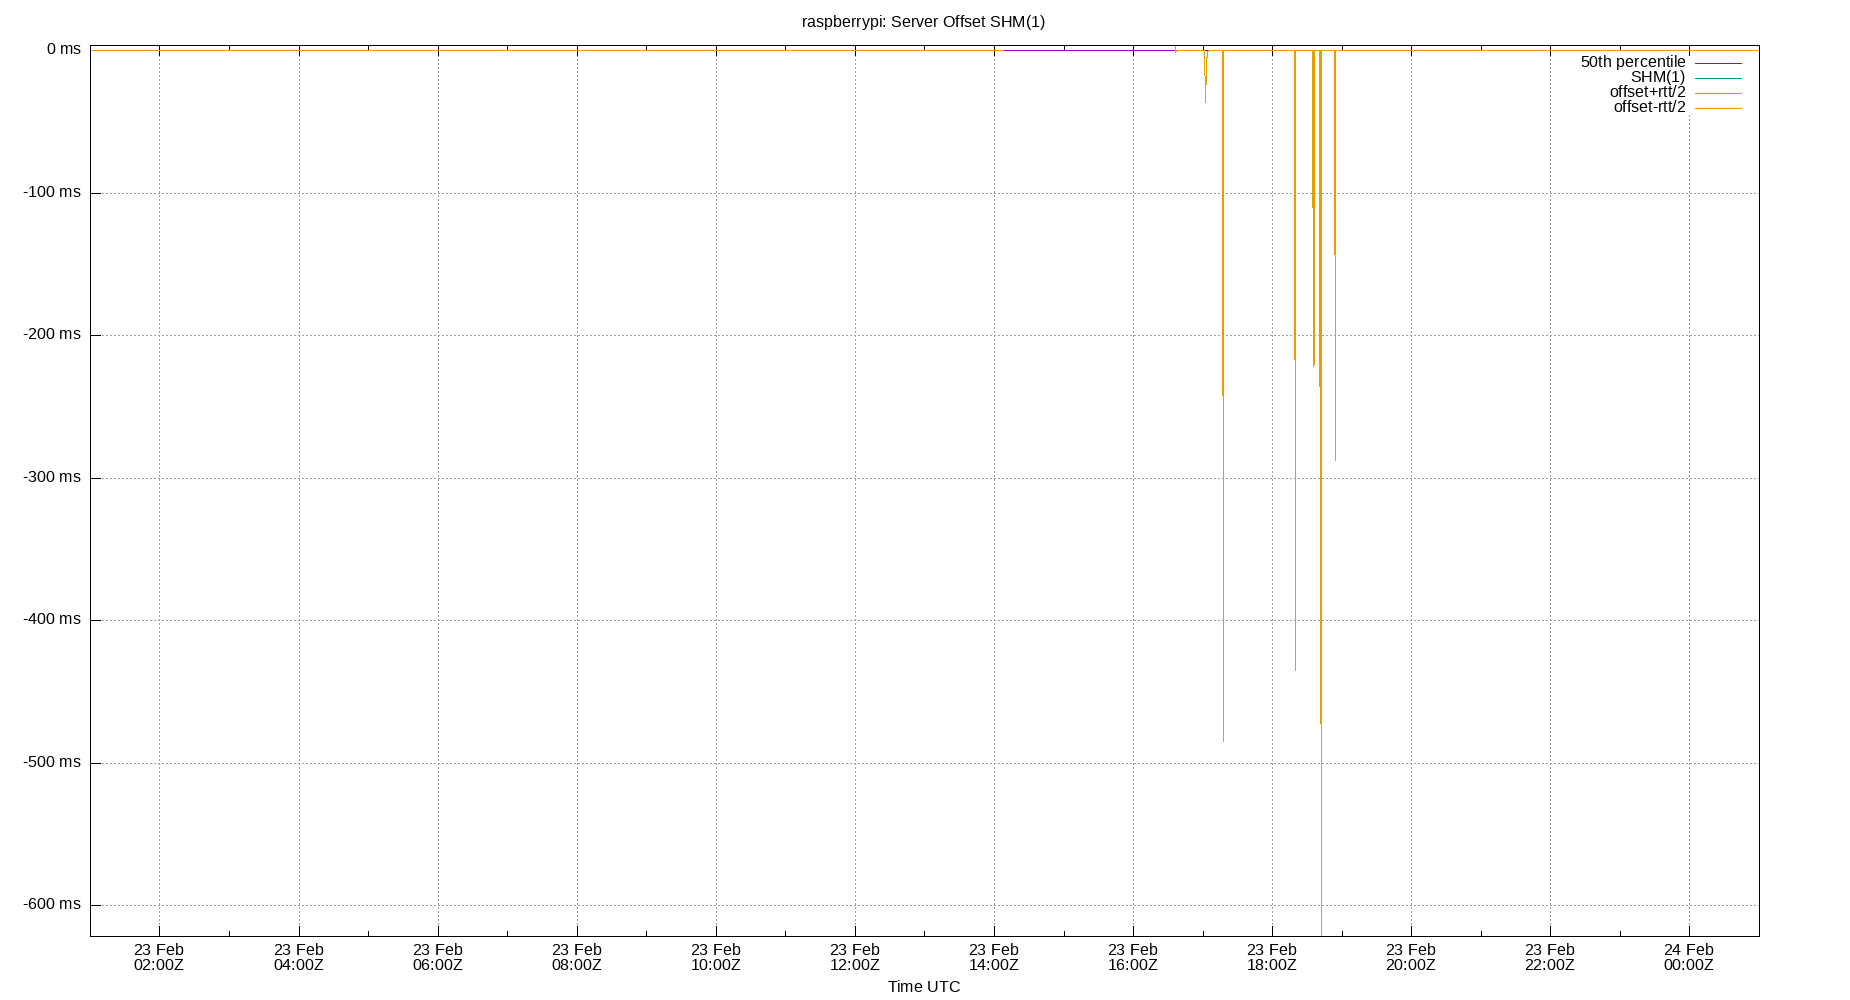 raspberrypi: Server Offset SHM(1)
0 ms
-100 ms
-200 ms
-300 ms
-400 ms
-500 ms
-600 ms
50th percentile
SHM(1)
offset+rtt/2
offset-rtt/2
23 Feb 23 Feb 23 Feb 23 Feb 23 Feb 23 Feb 23 Feb 23 Feb 23 Feb 23 Feb 23 Feb 24 Feb
02:00Z 04:00Z 06:00Z 08:00Z 10:00Z 12:00Z 14:00Z 16:00Z 18:00Z 20:00Z 22:00Z 00:00Z
Time UTC